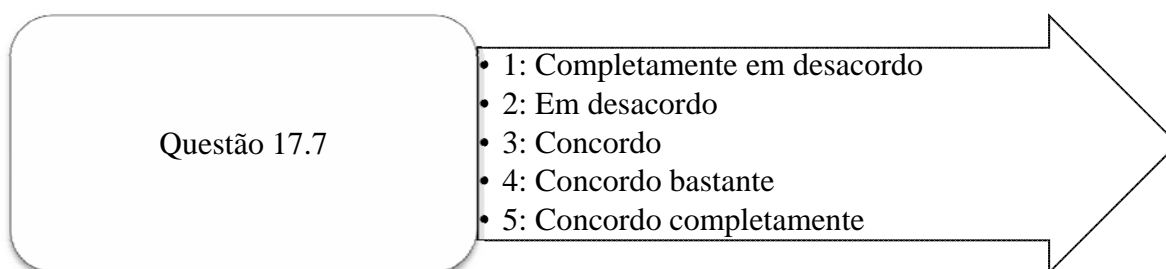 Questão 17.7
• 1: Completamente em desacordo
• 2: Em desacordo
• 3: Concordo
• 4: Concordo bastante
• 5: Concordo completamente